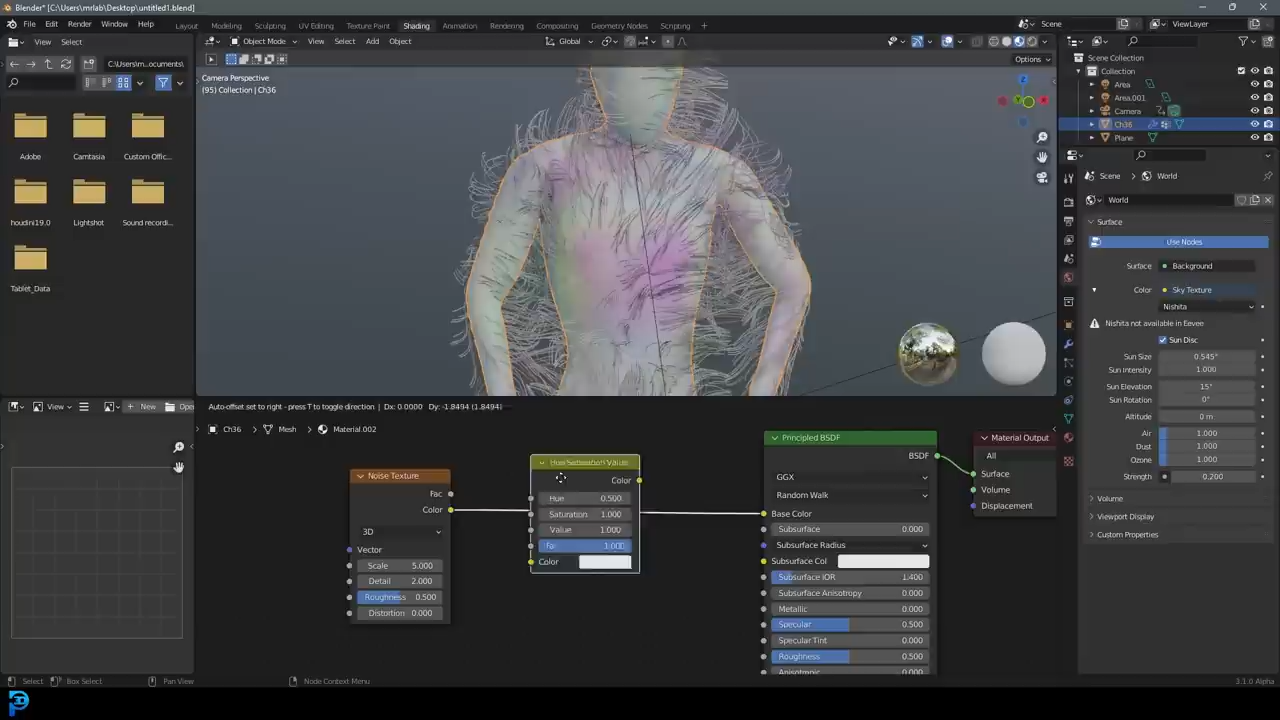 Blender* [C:\Users\mrlab\Desktop\untitled1.blend]
File Edit Render Window Help
Layout Modeling Sculpting UV Editing Texture Paint Shading Animation Rendering Compositing Geometry Nodes Scripting
Scene
ViewLayer
View Select
Object Mode View Select Add Object
Global
Options
C:\Users\m...ocuments\
Adobe
Camtasia
Custom Offic...
houdini19.0
Lightshot
Sound recordi...
Tablet_Data
Camera Perspective
(95) Collection | Ch36
Z
Scene Collection
Collection
Area
Area.001
Camera
Ch36
Plane
Scene
World
World
Surface
Use Nodes
Surface
Background
Color
Sky Texture
Nishita
Nishita not available in Eevee
Sun Disc
Sun Size 0.545°
Sun Intensity 1.000
Sun Elevation 15°
Sun Rotation 0°
Altitude 0 m
Air 1.000
Dust 1.000
Ozone 1.000
Strength 0.200
Volume
Viewport Display
Custom Properties
View
New
Open
Auto-offset set to right - press T to toggle direction | Dx: 0.0000 Dy: -1.8494 (1.8494)
Ch36
Mesh
Material.002
Noise Texture
Fac
Color
3D
Vector
Scale 5.000
Detail 2.000
Roughness 0.500
Distortion 0.000
Hue Saturation Value
Color
Hue 0.500
Saturation 1.000
Value 1.000
Fac 1.000
Color
Principled BSDF
BSDF
GGX
Random Walk
Base Color
Subsurface 0.000
Subsurface Radius
Subsurface Col
Subsurface IOR 1.400
Subsurface Anisotropy 0.000
Metallic 0.000
Specular 0.500
Specular Tint 0.000
Roughness 0.500
Anisotropic
Material Output
All
Surface
Volume
Displacement
Select
Box Select
Pan View
Node Context Menu
3.1.0 Alpha